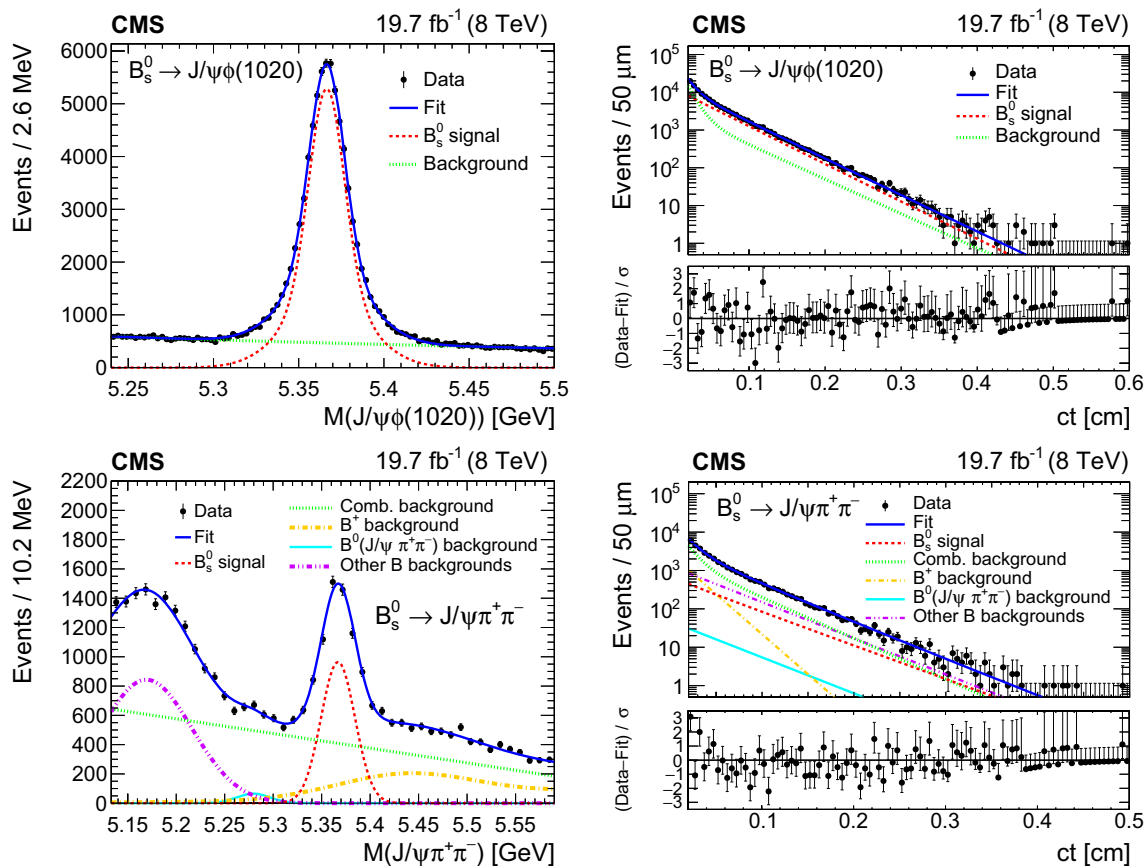 CMS 19.7 fb⁻¹ (8 TeV)
Events / 2.6 MeV
6000
5000
4000
3000
2000
1000
0
B⁰ₛ → J/ψϕ(1020)
Data
Fit
B⁰ₛ signal
Background
5.25 5.3 5.35 5.4 5.45 5.5
M(J/ψϕ(1020)) [GeV]
CMS 19.7 fb⁻¹ (8 TeV)
Events / 50 μm
10⁵
10⁴
10³
10²
10
1
B⁰ₛ → J/ψϕ(1020)
Data
Fit
B⁰ₛ signal
Background
(Data−Fit) / σ
3
2
1
0
−1
−2
−3
0.1 0.2 0.3 0.4 0.5 0.6
ct [cm]
CMS 19.7 fb⁻¹ (8 TeV)
Events / 10.2 MeV
2200
2000
1800
1600
1400
1200
1000
800
600
400
200
0
Data
Fit
B⁰ₛ signal
Comb. background
B⁺ background
B⁰(J/ψ π⁺π⁻) background
Other B backgrounds
B⁰ₛ → J/ψπ⁺π⁻
5.15 5.2 5.25 5.3 5.35 5.4 5.45 5.5 5.55
M(J/ψπ⁺π⁻) [GeV]
CMS 19.7 fb⁻¹ (8 TeV)
Events / 50 μm
10⁵
10⁴
10³
10²
10
1
B⁰ₛ → J/ψπ⁺π⁻
Data
Fit
B⁰ₛ signal
Comb. background
B⁺ background
B⁰(J/ψ π⁺π⁻) background
Other B backgrounds
(Data−Fit) / σ
3
2
1
0
−1
−2
−3
0.1 0.2 0.3 0.4 0.5
ct [cm]